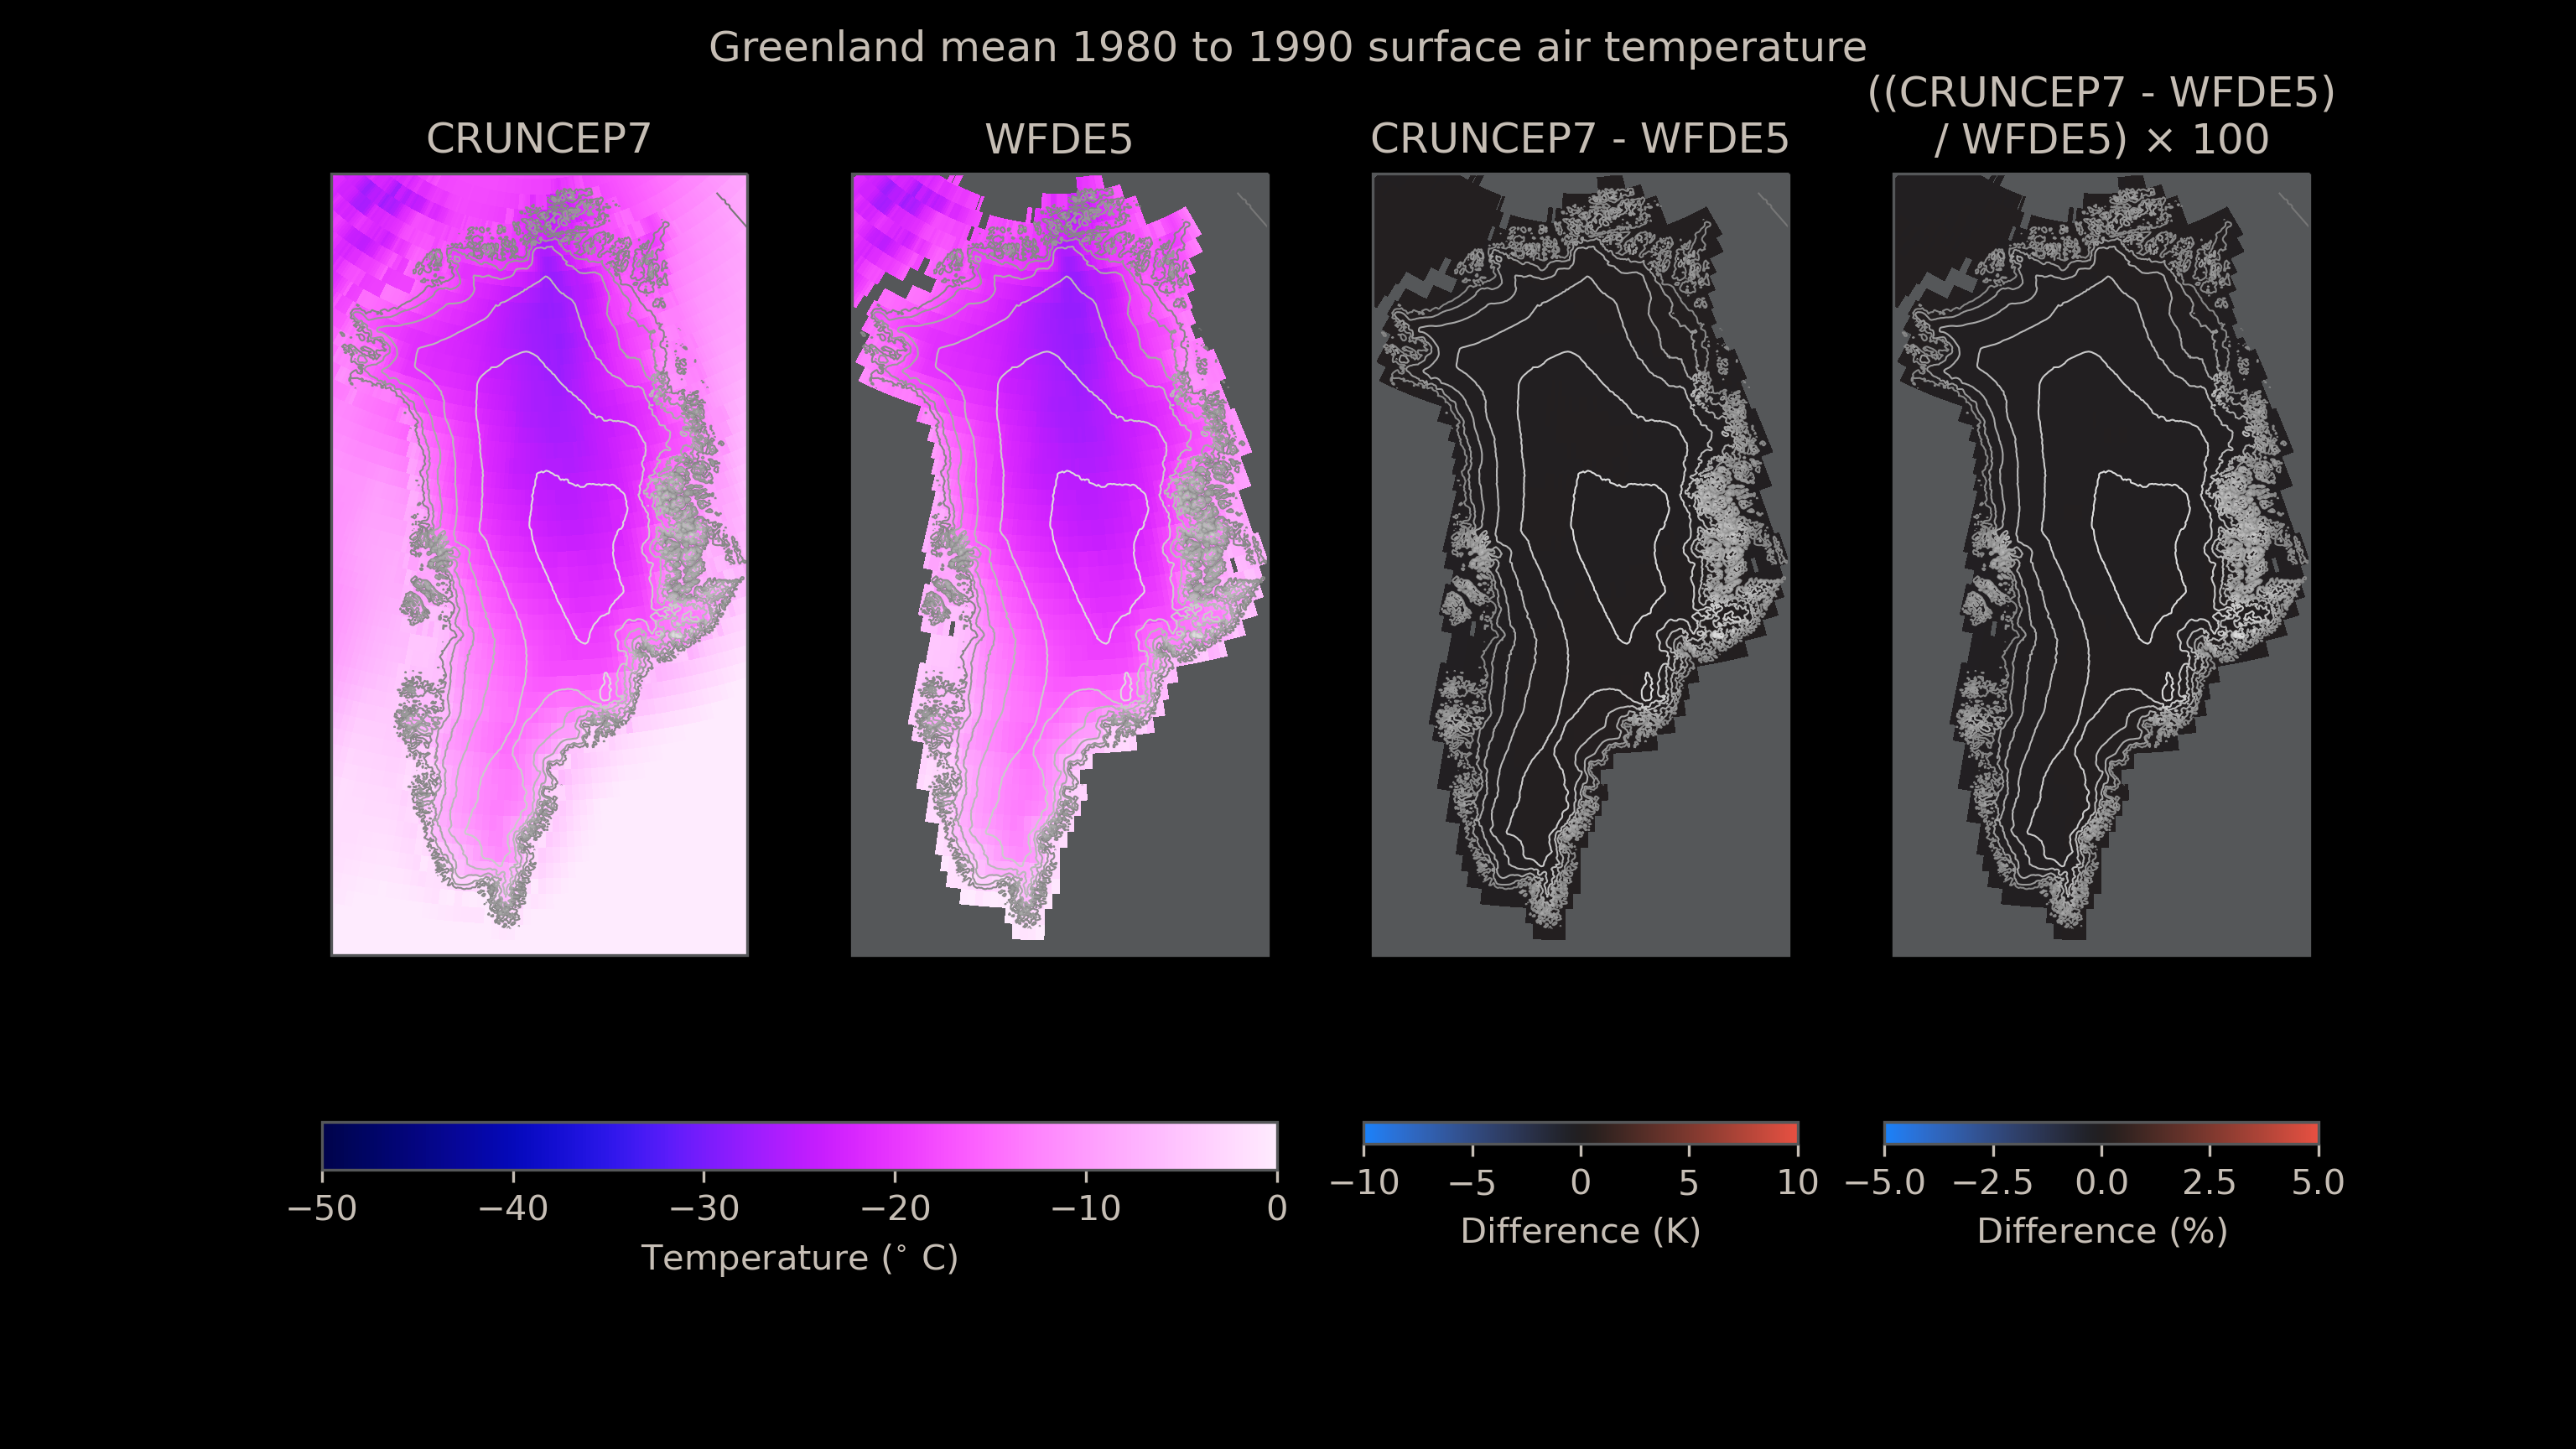 Greenland mean 1980 to 1990 surface air temperature
CRUNCEP7
WFDE5
CRUNCEP7 - WFDE5
((CRUNCEP7 - WFDE5)
/ WFDE5) × 100
−50 −40 −30 −20 −10 0
Temperature (° C)
−10 −5 0 5 10
Difference (K)
−5.0 −2.5 0.0 2.5 5.0
Difference (%)